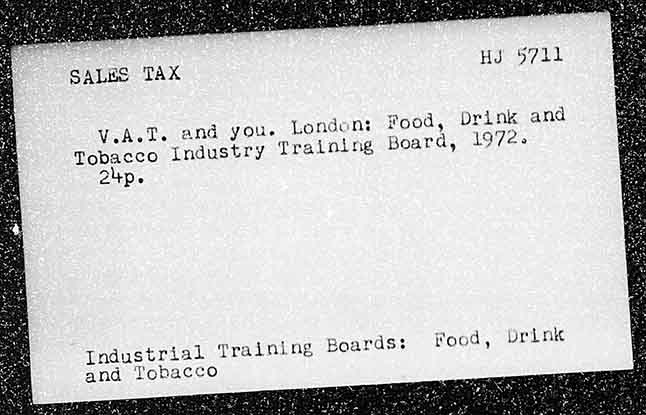 SALES TAX HJ 5711
V.A.T. and you. London: Food, Drink and
Tobacco Industry Training Board, 1972.
24p.
Industrial Training Boards: Food, Drink
and Tobacco